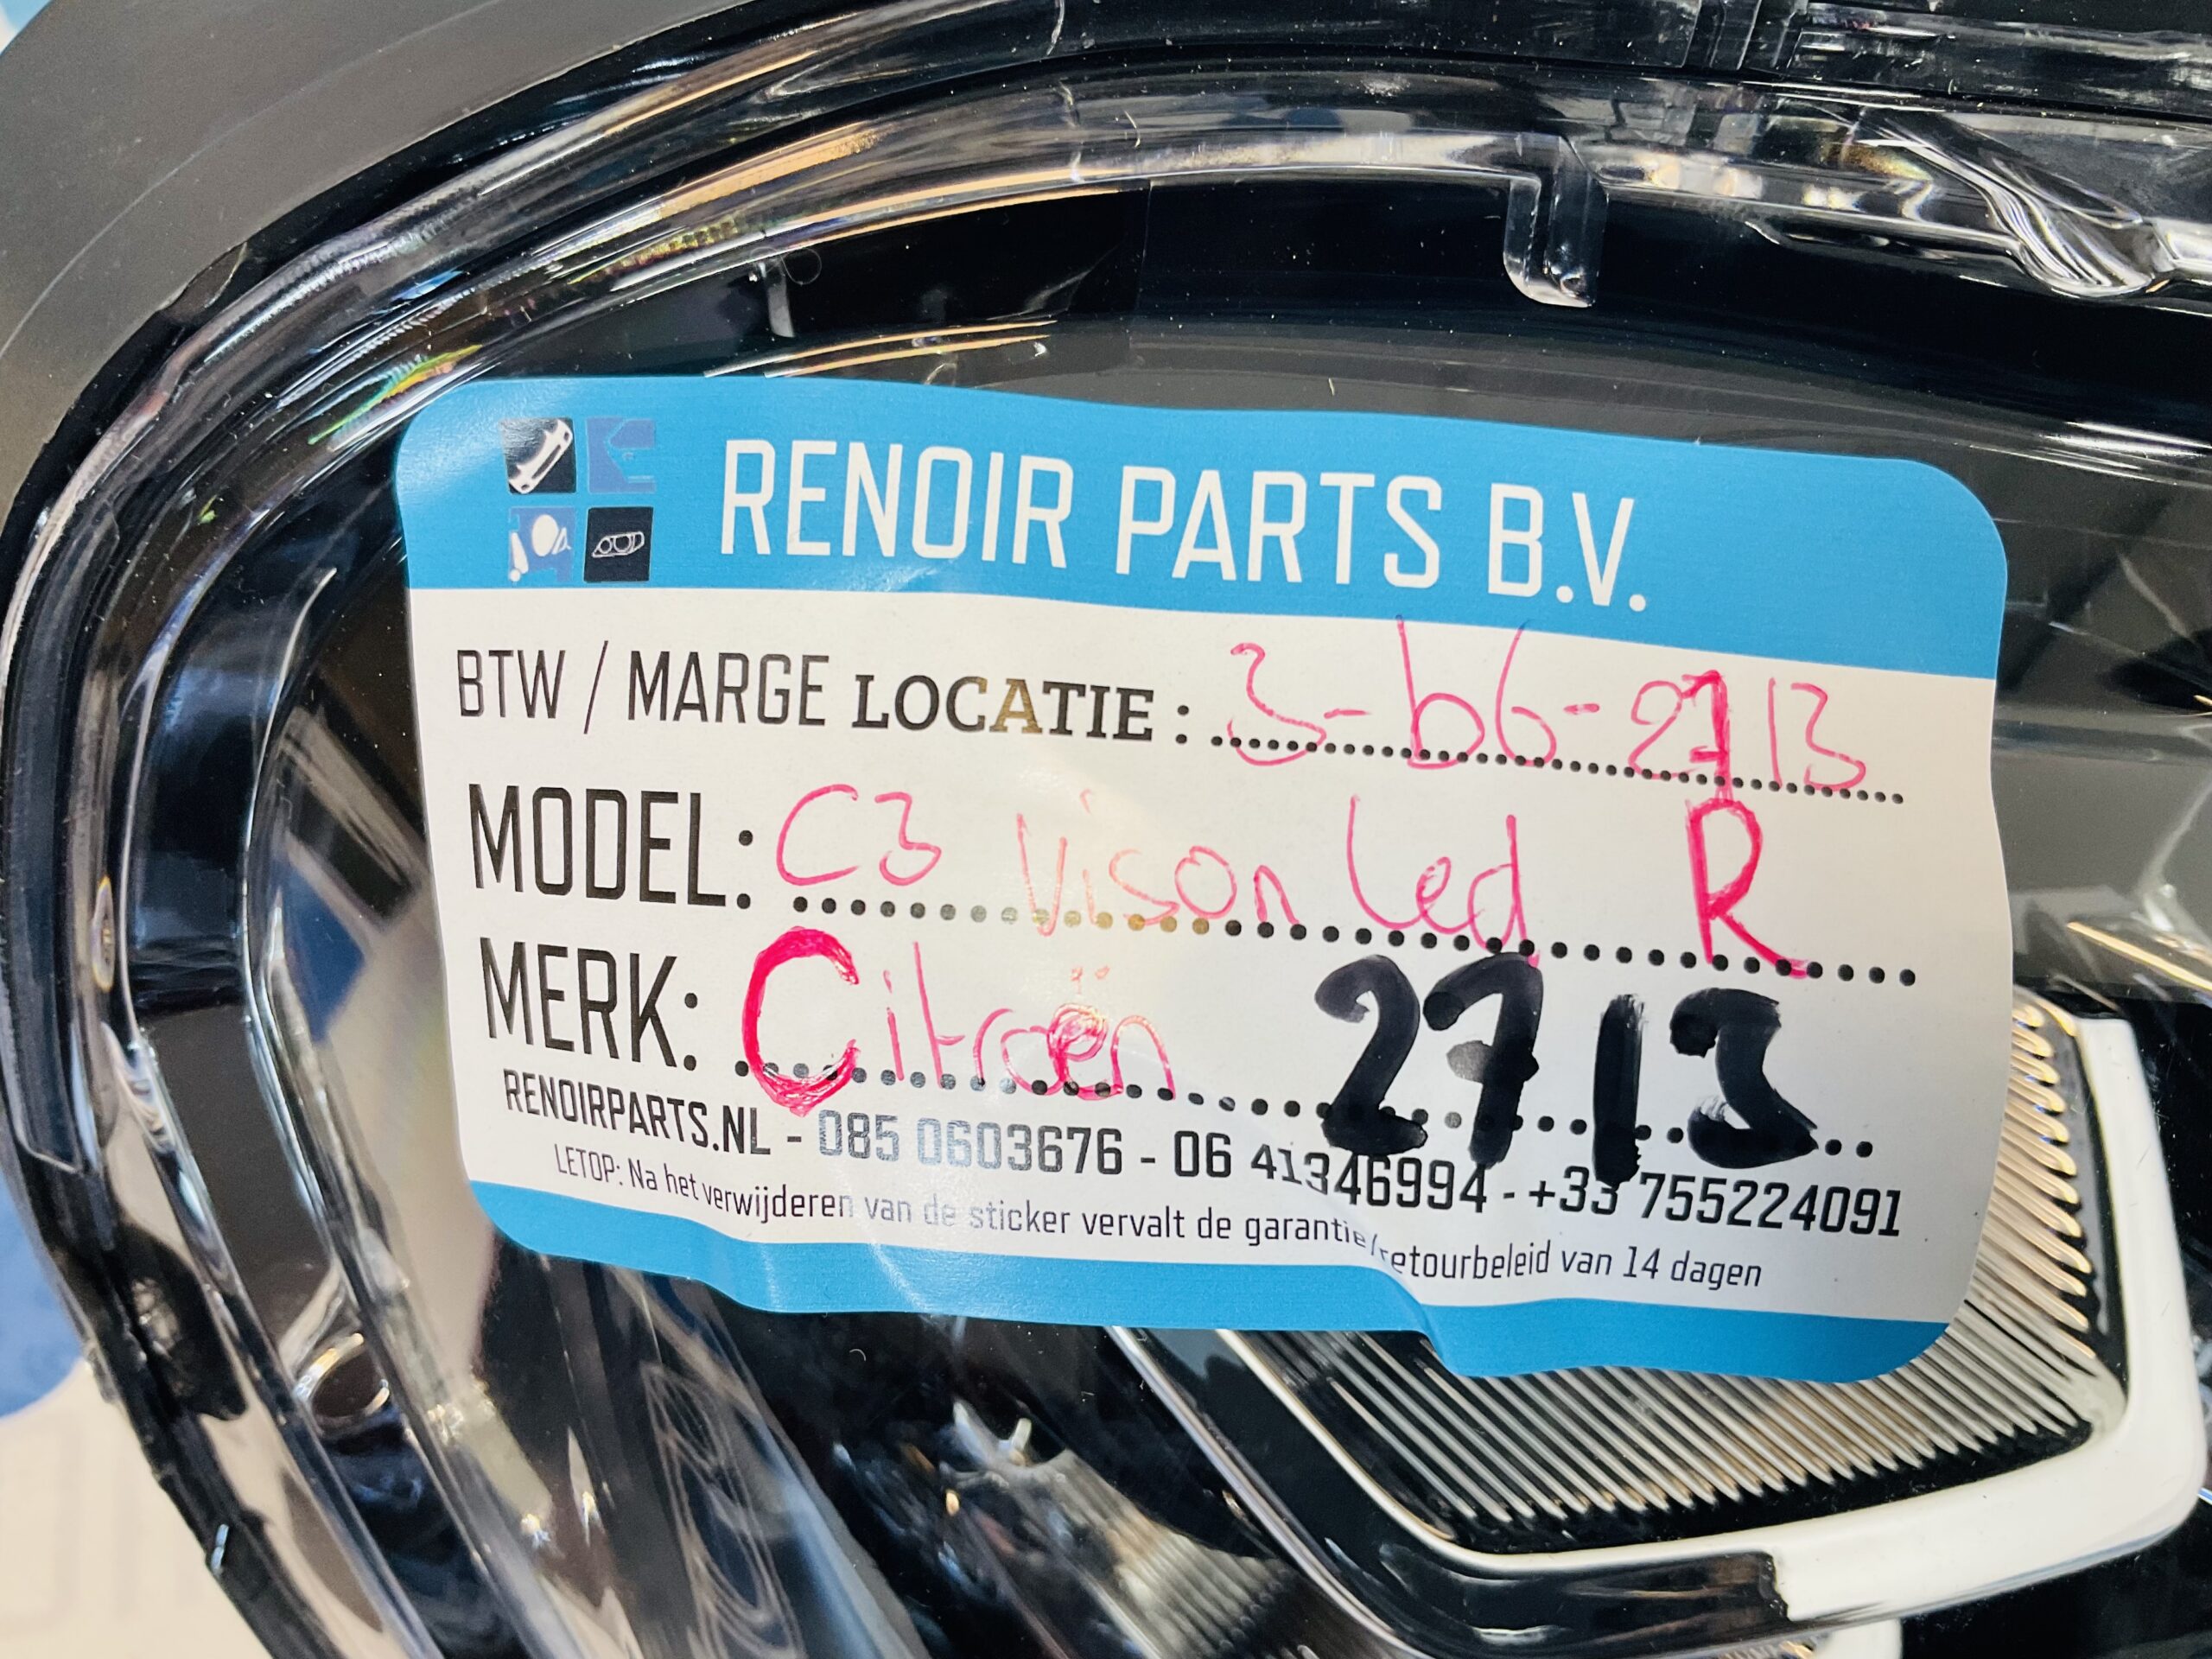 RENOIR PARTS B.V.
BTW / MARGE LOCATIE : 3-b6-2713
MODEL: C3 Vison Led R
MERK: Citroën 2713
RENOIRPARTS.NL - 085 0603676 - 06 41346994 - +33 755224091
LETOP: Na het verwijderen van de sticker vervalt de garantie/retourbeleid van 14 dagen